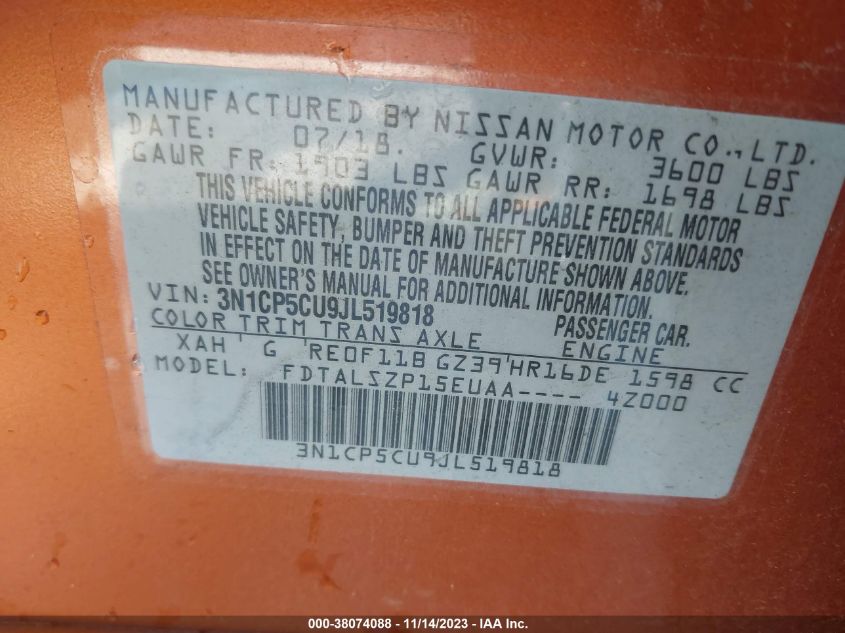 MANUFACTURED BY NISSAN MOTOR CO.,LTD.
DATE: 07/18. GVWR: 3600 LBS
GAWR FR: 1903 LBS GAWR RR: 1698 LBS
THIS VEHICLE CONFORMS TO ALL APPLICABLE FEDERAL MOTOR
VEHICLE SAFETY, BUMPER AND THEFT PREVENTION STANDARDS
IN EFFECT ON THE DATE OF MANUFACTURE SHOWN ABOVE.
SEE OWNER'S MANUAL FOR ADDITIONAL INFORMATION.
VIN: 3N1CP5CU9JL519818 PASSENGER CAR.
COLOR TRIM TRANS AXLE ENGINE
XAH ' G 'RE0F11B GZ39'HR16DE 1598 CC
MODEL: FDTALSZP15EUAA---- 4Z000
3N1CP5CU9JL519818
000-38074088 - 11/14/2023 - IAA Inc.